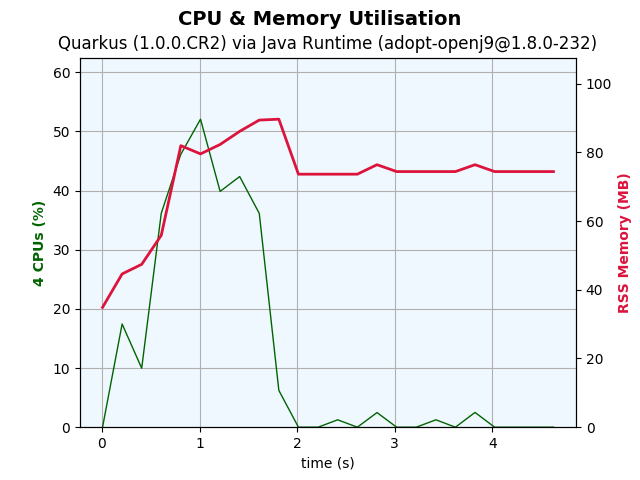 CPU & Memory Utilisation
Quarkus (1.0.0.CR2) via Java Runtime (adopt-openj9@1.8.0-232)
60
50
40
30
20
10
0
4 CPUs (%)
100
80
60
40
20
0
RSS Memory (MB)
0 1 2 3 4
time (s)